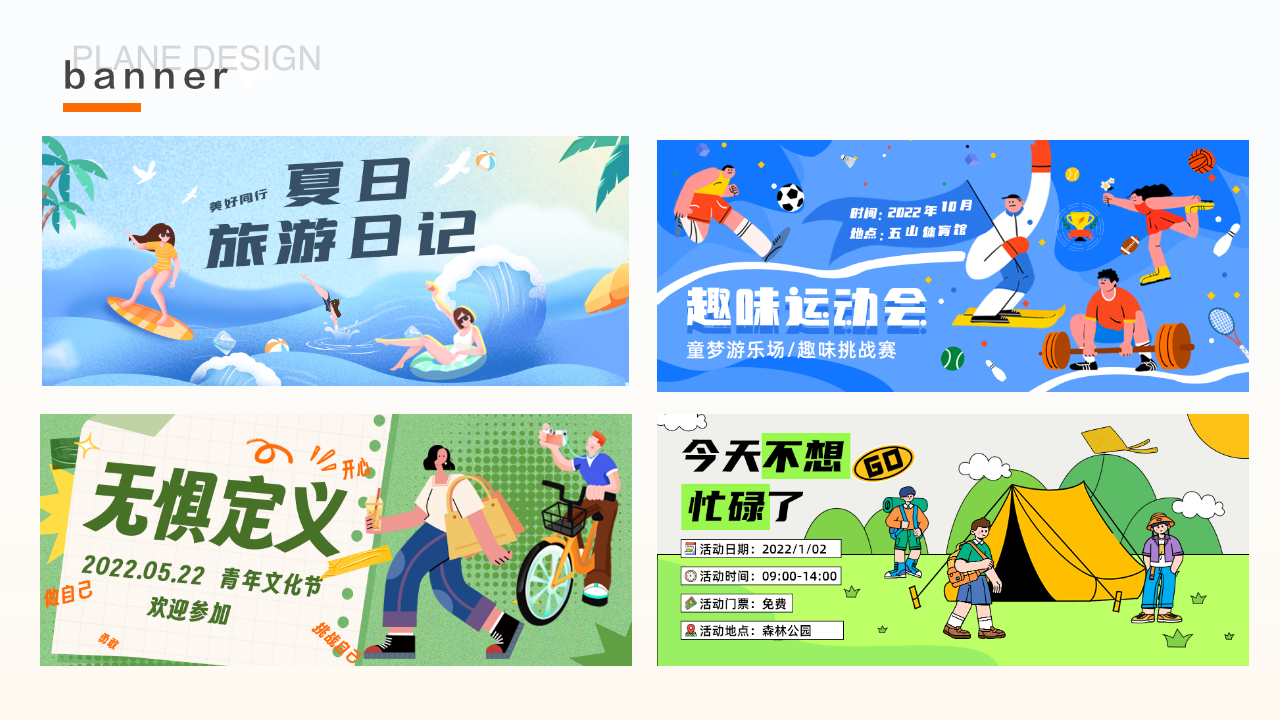 PLANE DESIGN
banner
美好同行
夏日
旅游日记
时间：2022年10月
地点：五山体育馆
趣味运动会
童梦游乐场/趣味挑战赛
开心
无惧定义
2022.05.22 青年文化节
欢迎参加
做自己
勇敢
挑战自己
今天不想
GO
忙碌了
活动日期：2022/1/02
活动时间：09:00-14:00
活动门票：免费
活动地点：森林公园